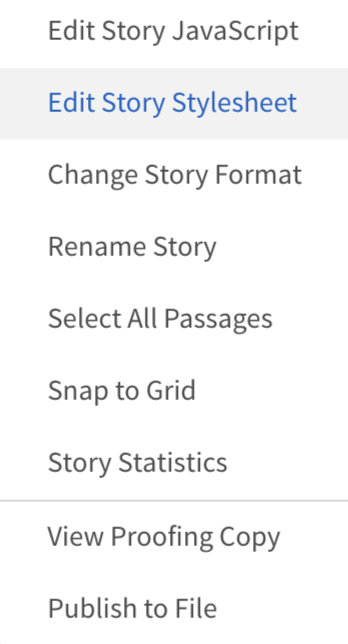 Edit Story JavaScript
Edit Story Stylesheet
Change Story Format
Rename Story
Select All Passages
Snap to Grid
Story Statistics
View Proofing Copy
Publish to File